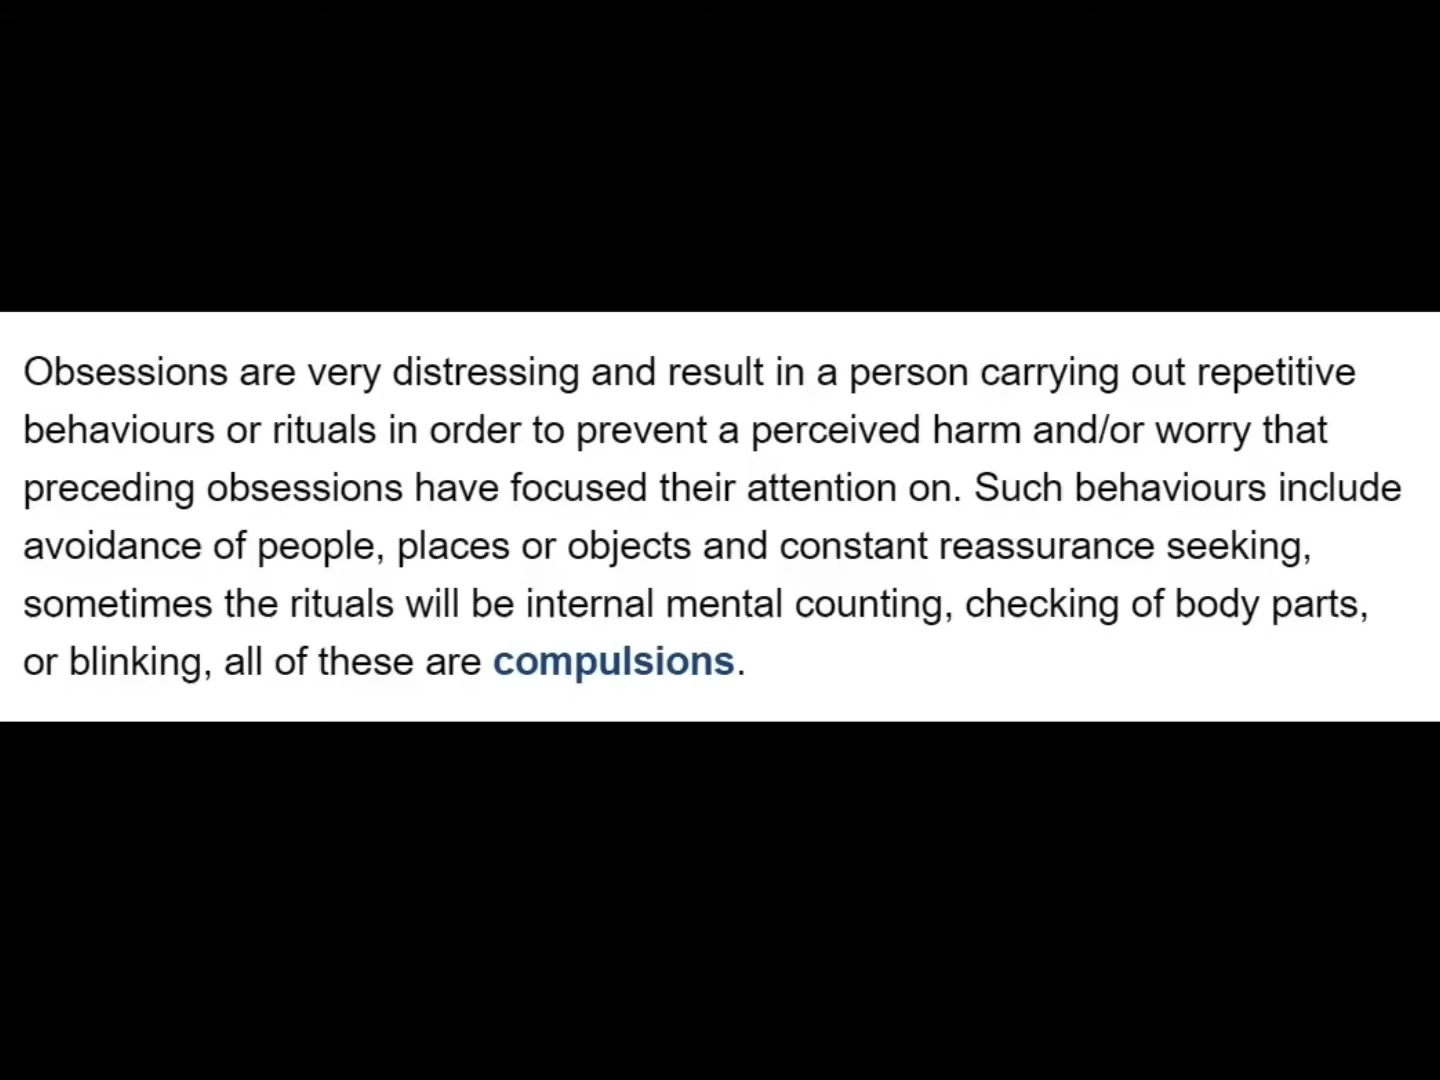 Obsessions are very distressing and result in a person carrying out repetitive
behaviours or rituals in order to prevent a perceived harm and/or worry that
preceding obsessions have focused their attention on. Such behaviours include
avoidance of people, places or objects and constant reassurance seeking,
sometimes the rituals will be internal mental counting, checking of body parts,
or blinking, all of these are compulsions.